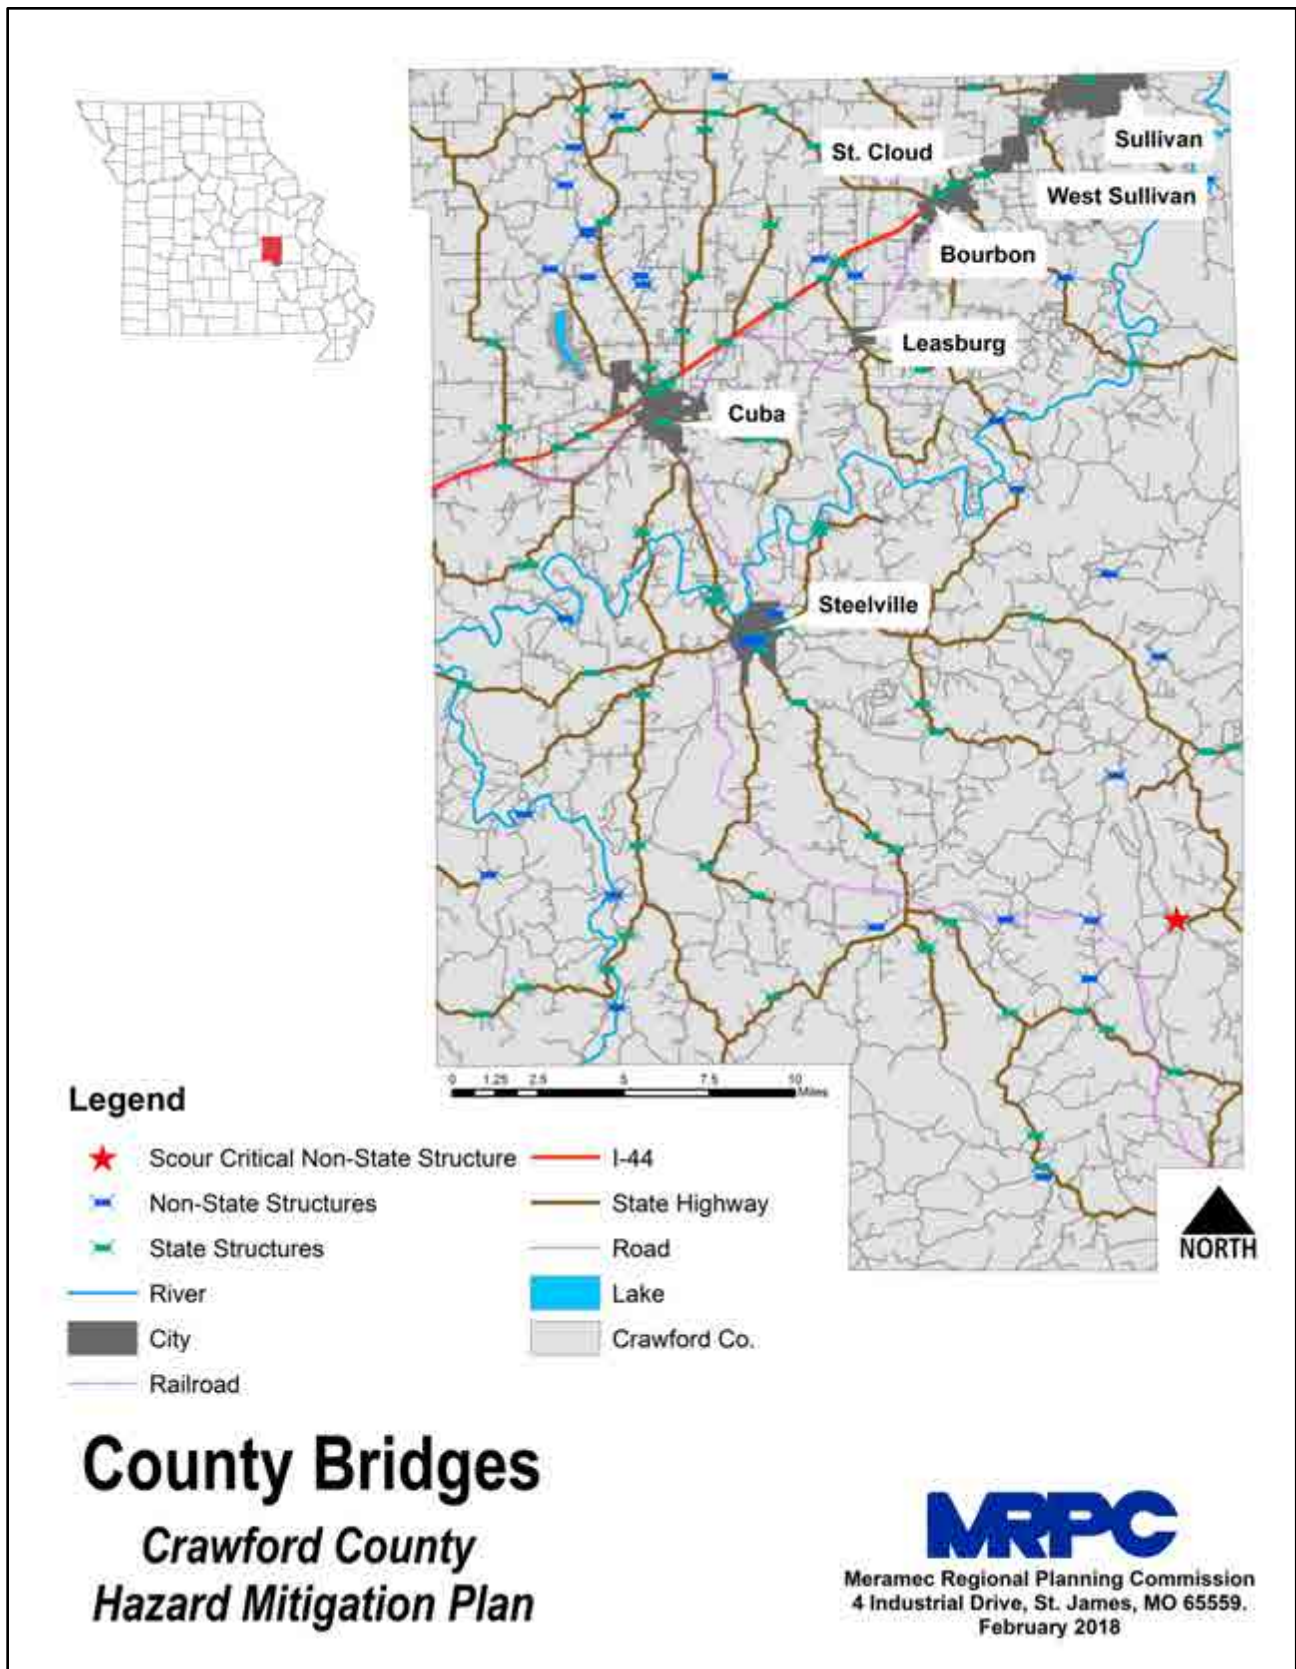 St. Cloud
Sullivan
West Sullivan
Bourbon
Leasburg
Cuba
Steelville
0 1.25 2.5 5 7.5 10
Miles
Legend
Scour Critical Non-State Structure
Non-State Structures
State Structures
River
City
Railroad
I-44
State Highway
Road
Lake
Crawford Co.
NORTH
County Bridges
Crawford County
Hazard Mitigation Plan
MRPC
Meramec Regional Planning Commission
4 Industrial Drive, St. James, MO 65559.
February 2018